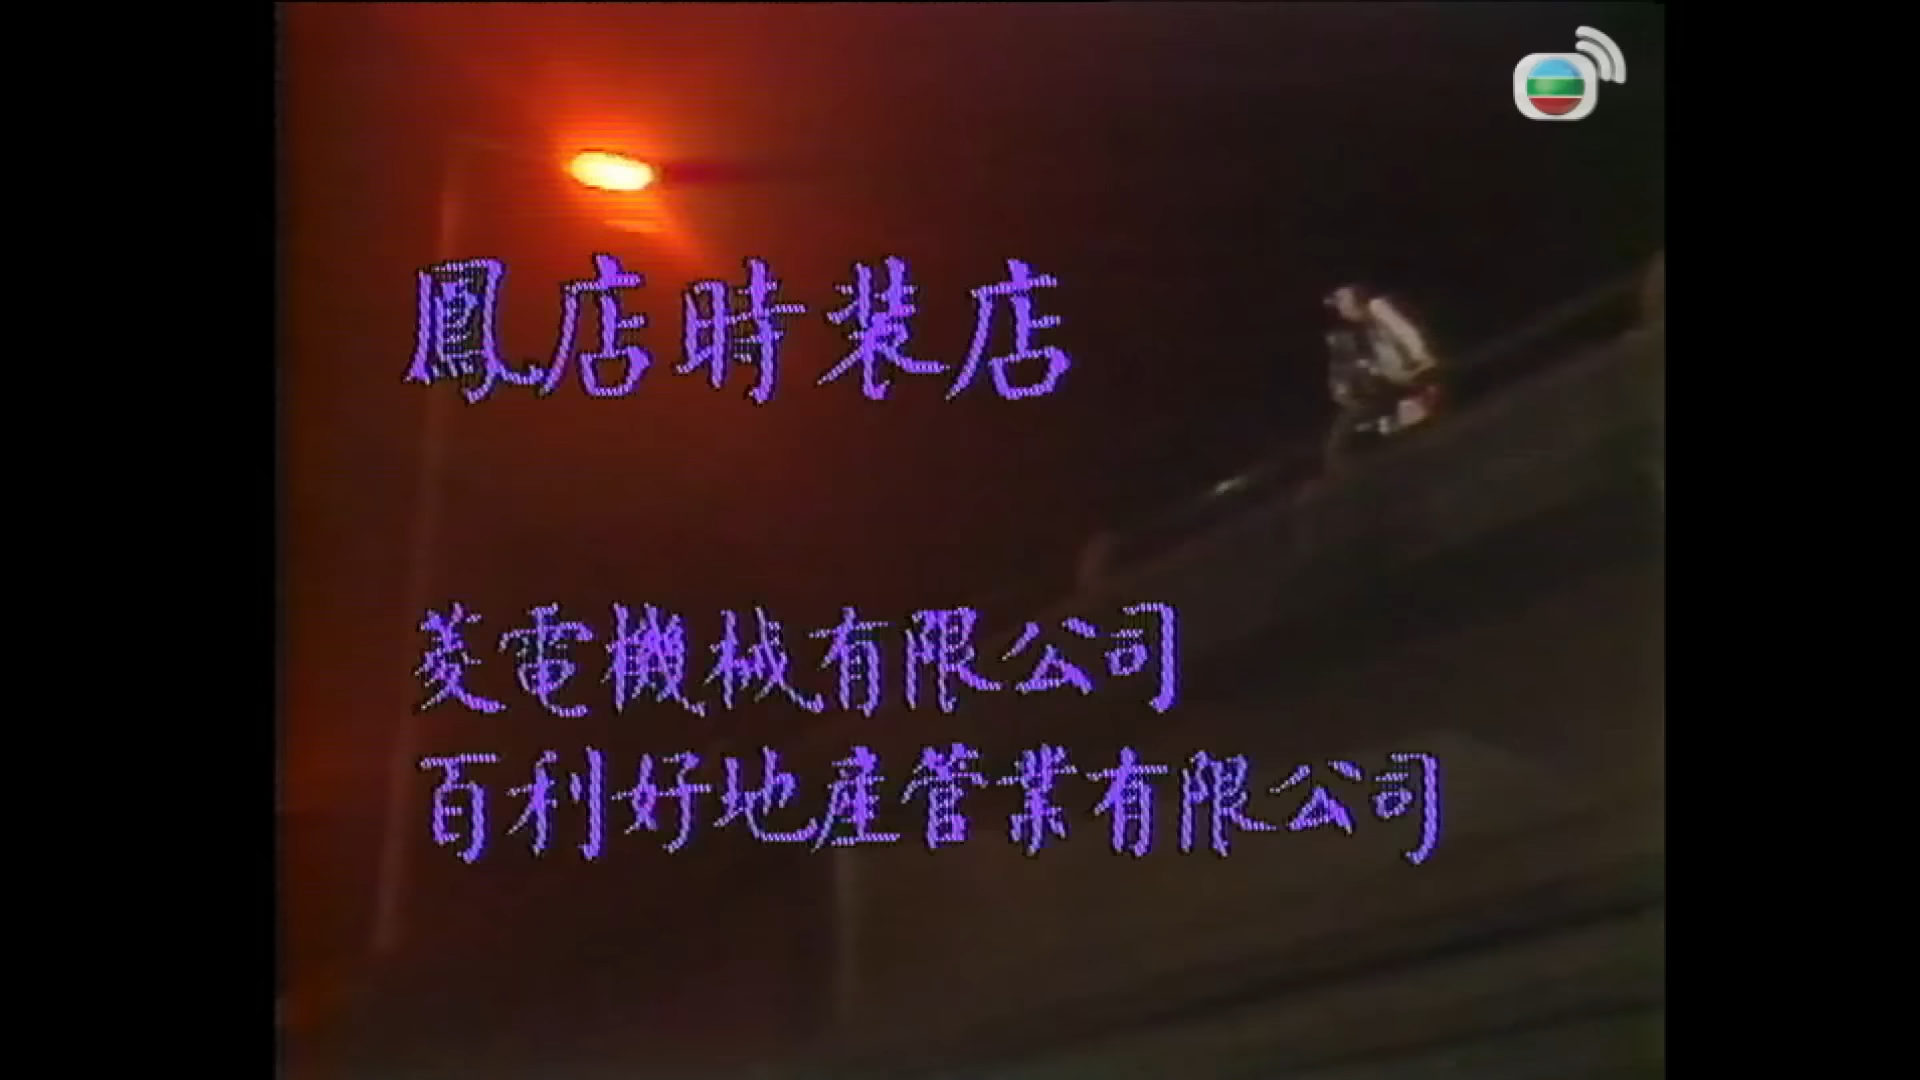 鳳店時装店
菱電機械有限公司
百利好地產管業有限公司